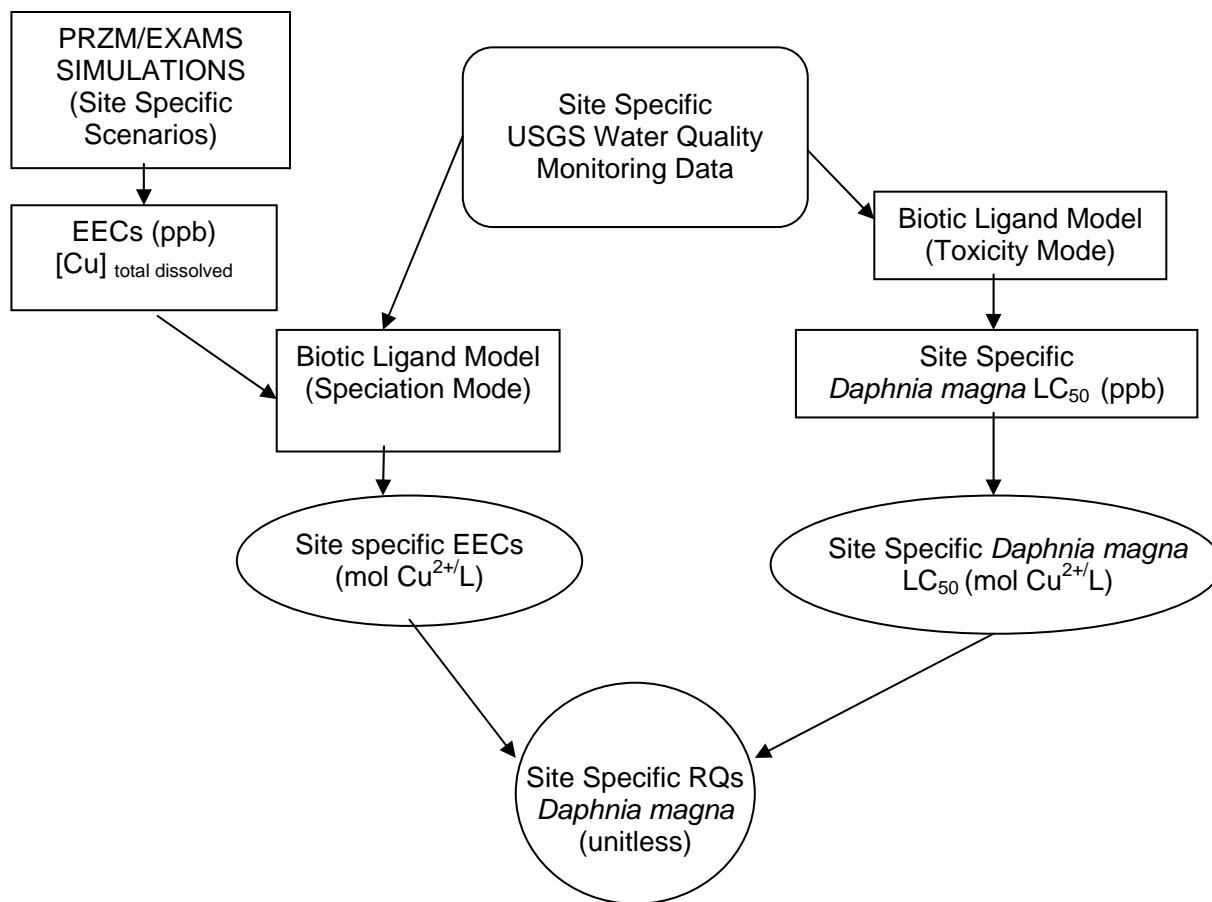 PRZM/EXAMS
SIMULATIONS
(Site Specific
Scenarios)
Site Specific
USGS Water Quality
Monitoring Data
EECs (ppb)
[Cu] total dissolved
Biotic Ligand Model
(Toxicity Mode)
Biotic Ligand Model
(Speciation Mode)
Site Specific
Daphnia magna LC50 (ppb)
Site specific EECs
(mol Cu2+/L)
Site Specific Daphnia magna
LC50 (mol Cu2+/L)
Site Specific RQs
Daphnia magna
(unitless)